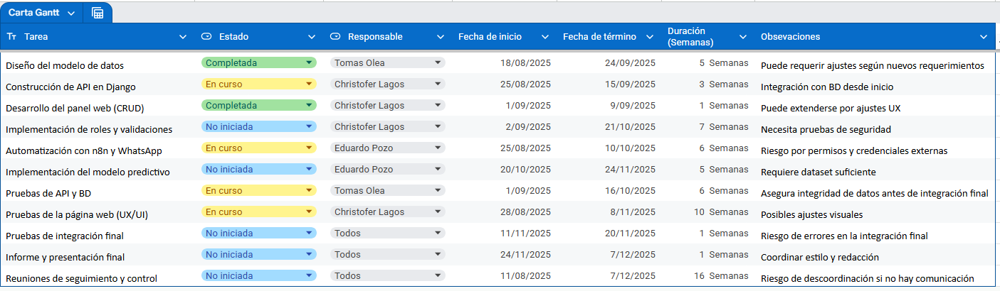 Carta Gantt
Tarea Estado Responsable Fecha de inicio Fecha de término Duración (Semanas) Obsevaciones
Diseño del modelo de datos Completada Tomas Olea 18/08/2025 24/09/2025 5 Semanas Puede requerir ajustes según nuevos requerimientos
Construcción de API en Django En curso Christofer Lagos 25/08/2025 15/09/2025 3 Semanas Integración con BD desde inicio
Desarrollo del panel web (CRUD) Completada Christofer Lagos 1/09/2025 9/09/2025 1 Semanas Puede extenderse por ajustes UX
Implementación de roles y validaciones No iniciada Christofer Lagos 2/09/2025 21/10/2025 7 Semanas Necesita pruebas de seguridad
Automatización con n8n y WhatsApp En curso Eduardo Pozo 25/08/2025 10/10/2025 6 Semanas Riesgo por permisos y credenciales externas
Implementación del modelo predictivo No iniciada Eduardo Pozo 20/10/2025 24/11/2025 5 Semanas Requiere dataset suficiente
Pruebas de API y BD En curso Tomas Olea 1/09/2025 16/10/2025 6 Semanas Asegura integridad de datos antes de integración final
Pruebas de la página web (UX/UI) En curso Christofer Lagos 28/08/2025 8/11/2025 10 Semanas Posibles ajustes visuales
Pruebas de integración final No iniciada Todos 11/11/2025 20/11/2025 1 Semanas Riesgo de errores en la integración final
Informe y presentación final No iniciada Todos 24/11/2025 7/12/2025 1 Semanas Coordinar estilo y redacción
Reuniones de seguimiento y control No iniciada Todos 11/08/2025 7/12/2025 16 Semanas Riesgo de descoordinación si no hay comunicación